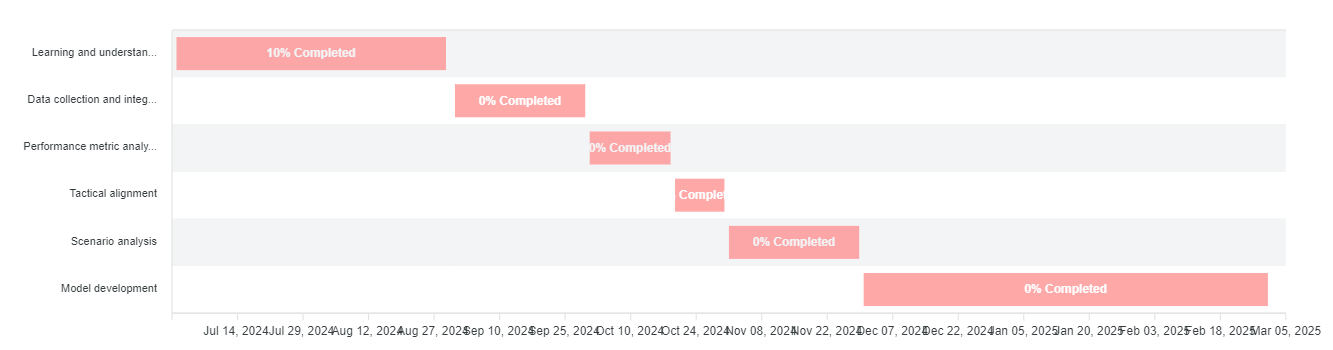 Learning and understan...
10% Completed
Data collection and integ...
0% Completed
Performance metric analy...
0% Completed
Tactical alignment
Complet
Scenario analysis
0% Completed
Model development
0% Completed
Jul 14, 2024 Jul 29, 2024 Aug 12, 2024 Aug 27, 2024 Sep 10, 2024 Sep 25, 2024 Oct 10, 2024 Oct 24, 2024 Nov 08, 2024 Nov 22, 2024 Dec 07, 2024 Dec 22, 2024 Jan 05, 2025 Jan 20, 2025 Feb 03, 2025 Feb 18, 2025 Mar 05, 2025